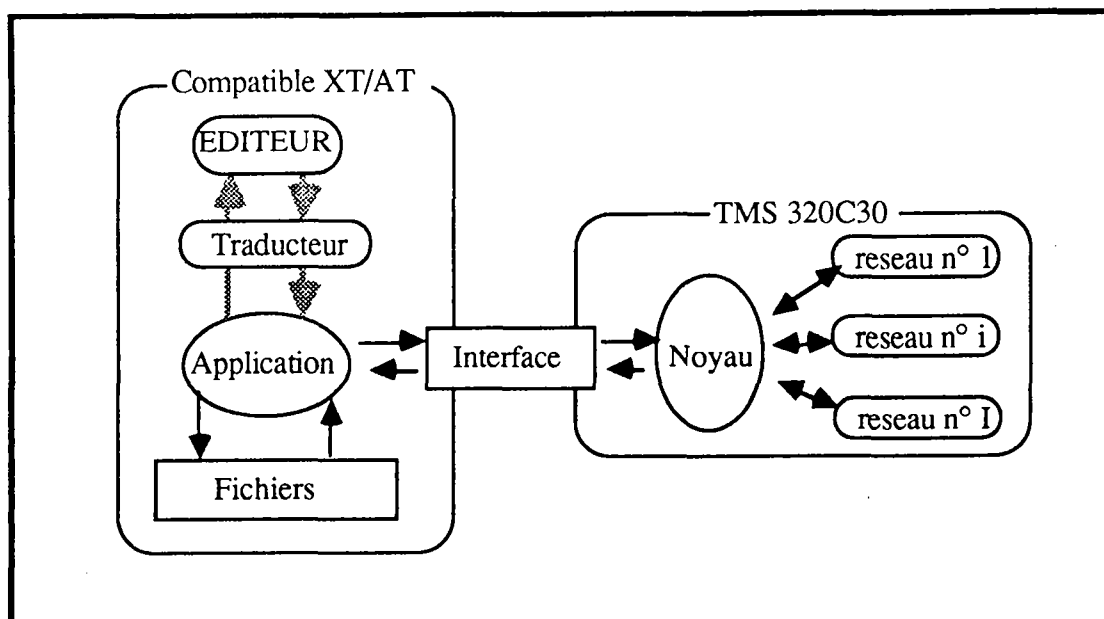 Compatible XT/AT
EDITEUR
Traducteur
Application
Fichiers
Interface
TMS 320C30
Noyau
reseau n° 1
reseau n° i
reseau n° I